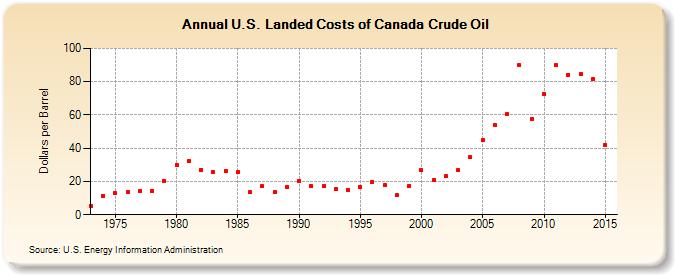 Annual U.S. Landed Costs of Canada Crude Oil
Dollars per Barrel
100
80
60
40
20
0
1975 1980 1985 1990 1995 2000 2005 2010 2015
Source: U.S. Energy Information Administration